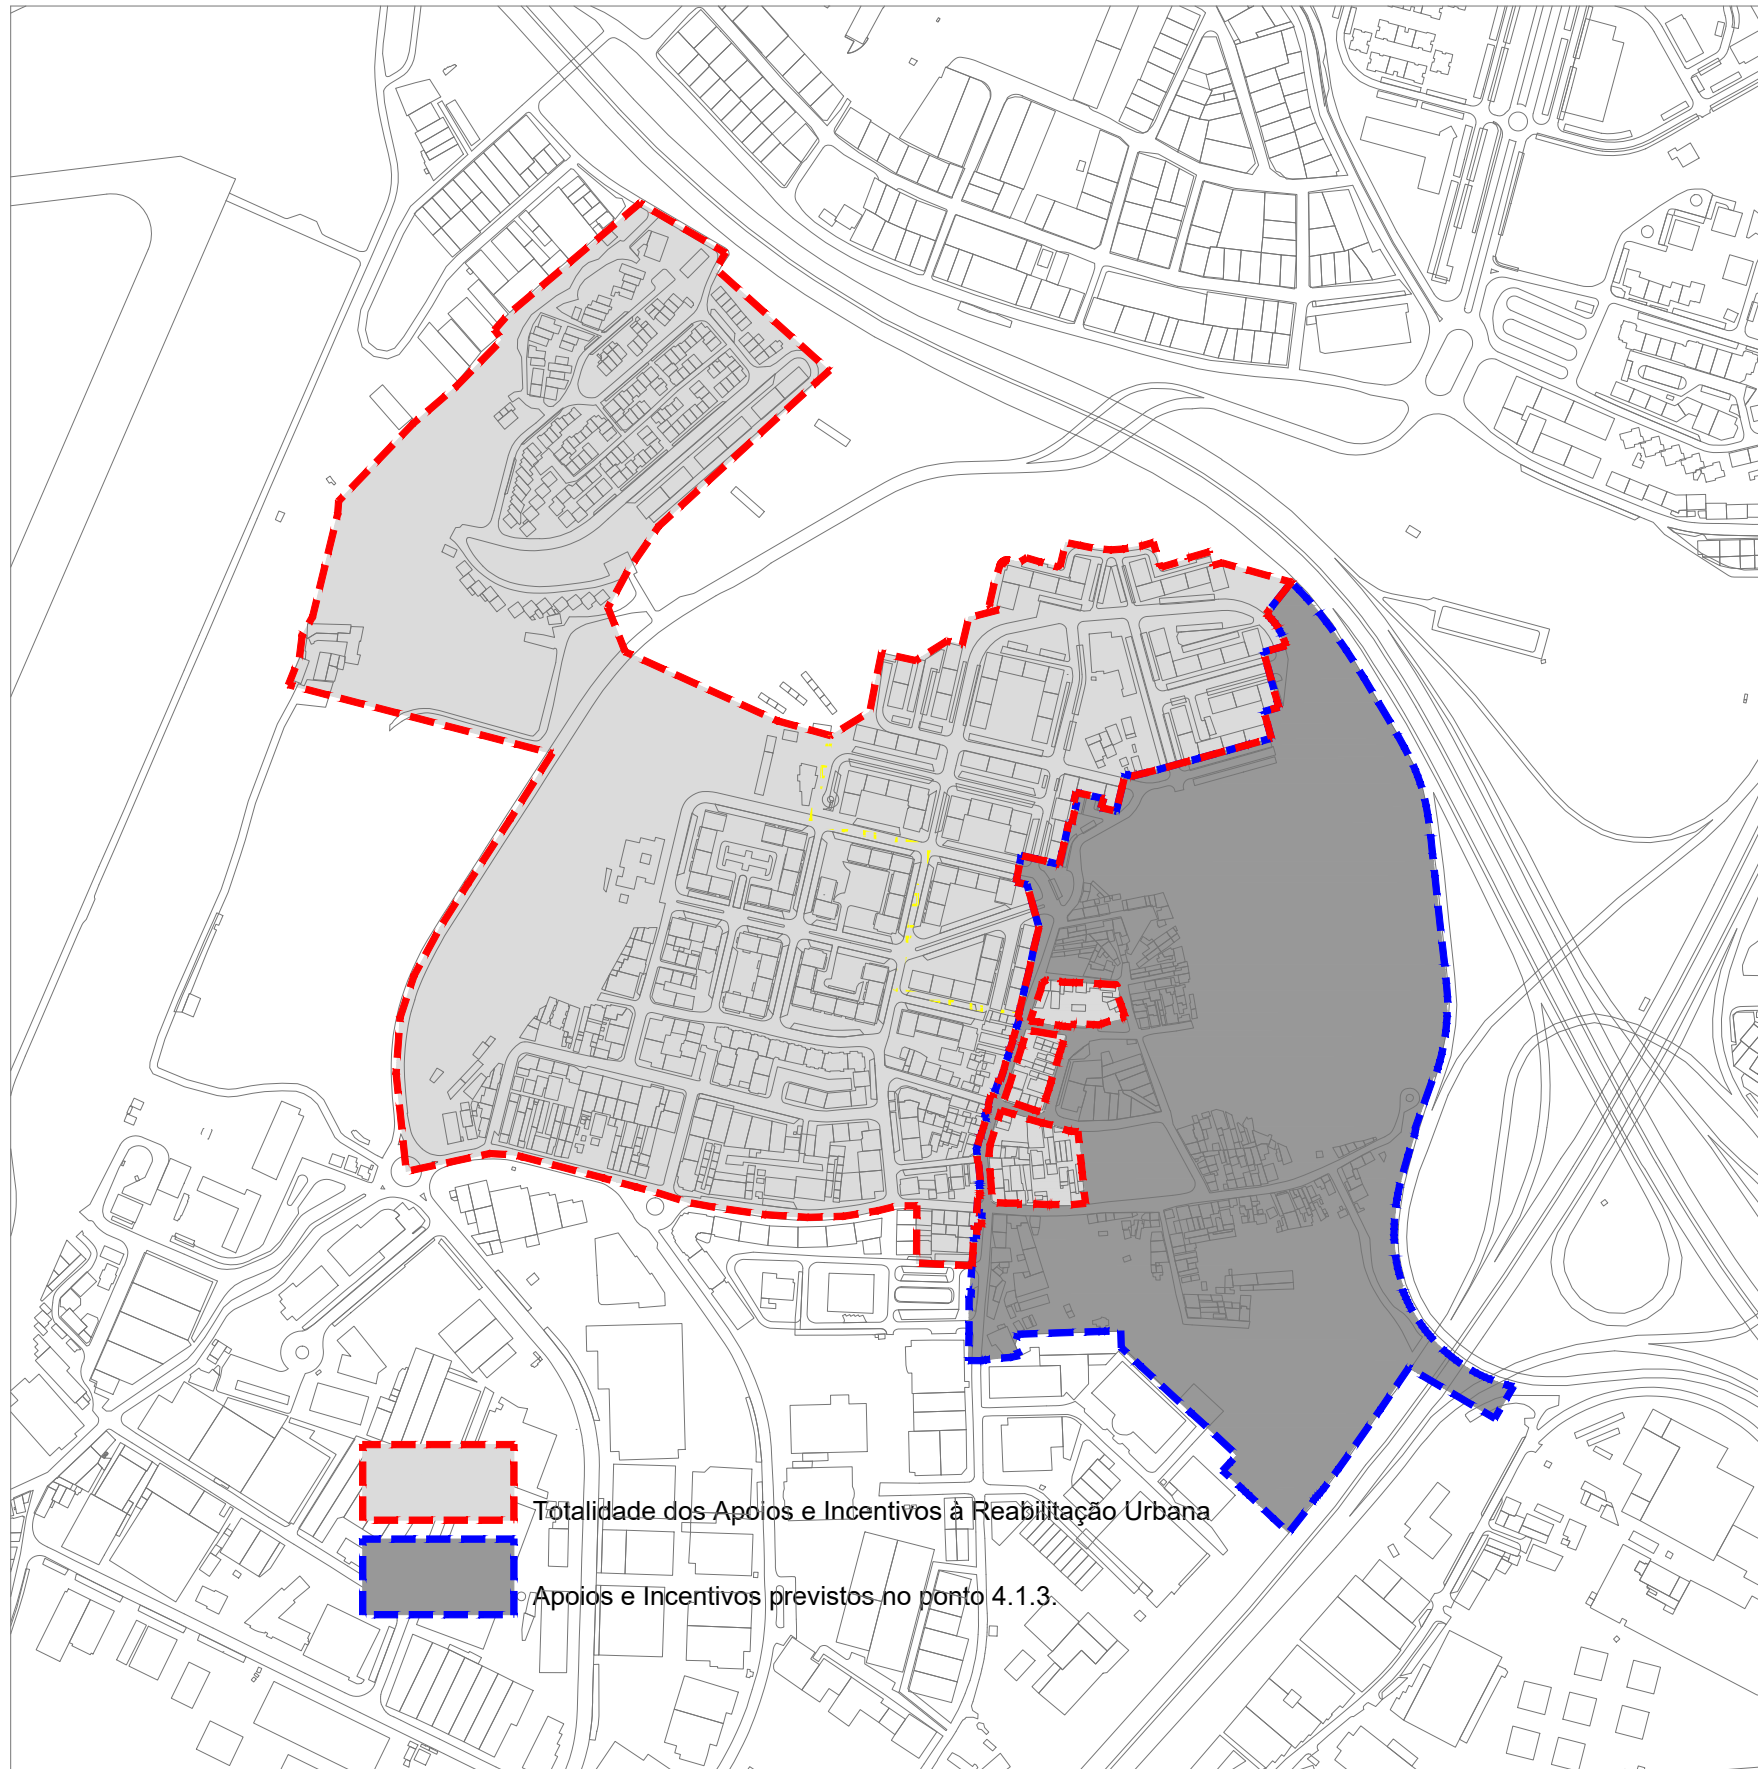 Totalidade dos Apoios e Incentivos à Reabilitação Urbana
Apoios e Incentivos previstos no ponto 4.1.3.